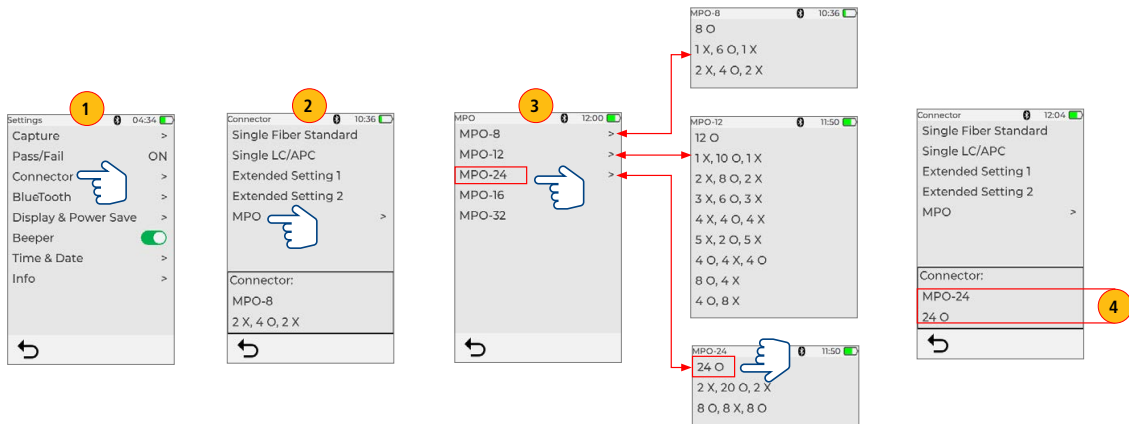 1
Settings 04:34
Capture >
Pass/Fail ON
Connector >
BlueTooth >
Display & Power Save >
Beeper
Time & Date >
Info >
2
Connector 10:36
Single Fiber Standard
Single LC/APC
Extended Setting 1
Extended Setting 2
MPO >
Connector:
MPO-8
2 X, 4 O, 2 X
3
MPO 12:00
MPO-8 >
MPO-12 >
MPO-24 >
MPO-16
MPO-32
MPO-8 10:36
8 O
1 X, 6 O, 1 X
2 X, 4 O, 2 X
MPO-12 11:50
12 O
1 X, 10 O, 1 X
2 X, 8 O, 2 X
3 X, 6 O, 3 X
4 X, 4 O, 4 X
5 X, 2 O, 5 X
4 O, 4 X, 4 O
8 O, 4 X
4 O, 8 X
MPO-24 11:50
24 O
2 X, 20 O, 2 X
8 O, 8 X, 8 O
Connector 12:04
Single Fiber Standard
Single LC/APC
Extended Setting 1
Extended Setting 2
MPO >
Connector:
MPO-24
24 O
4